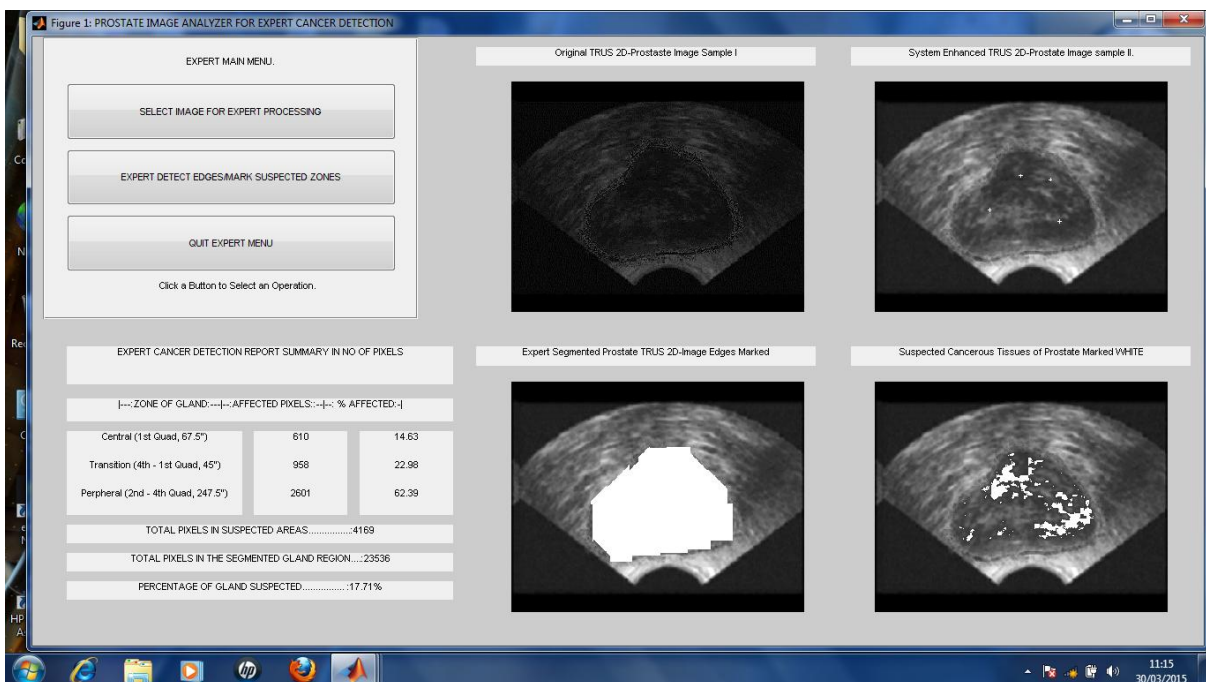 Figure 1: PROSTATE IMAGE ANALYZER FOR EXPERT CANCER DETECTION
EXPERT MAIN MENU.
SELECT IMAGE FOR EXPERT PROCESSING
EXPERT DETECT EDGES/MARK SUSPECTED ZONES
QUIT EXPERT MENU
Click a Button to Select an Operation.
Original TRUS 2D-Prostaste Image Sample I
System Enhanced TRUS 2D-Prostate Image sample II.
EXPERT CANCER DETECTION REPORT SUMMARY IN NO OF PIXELS
|---:ZONE OF GLAND:---|--:AFFECTED PIXELS::--|--: % AFFECTED:-|
Central (1st Quad, 67.5") 610 14.63
Transition (4th - 1st Quad, 45") 958 22.98
Perpheral (2nd - 4th Quad, 247.5") 2601 62.39
TOTAL PIXELS IN SUSPECTED AREAS...............:4169
TOTAL PIXELS IN THE SEGMENTED GLAND REGION....:23536
PERCENTAGE OF GLAND SUSPECTED................:17.71%
Expert Segmented Prostate TRUS 2D-Image Edges Marked
Suspected Cancerous Tissues of Prostate Marked WHITE
hp
11:15
30/03/2015